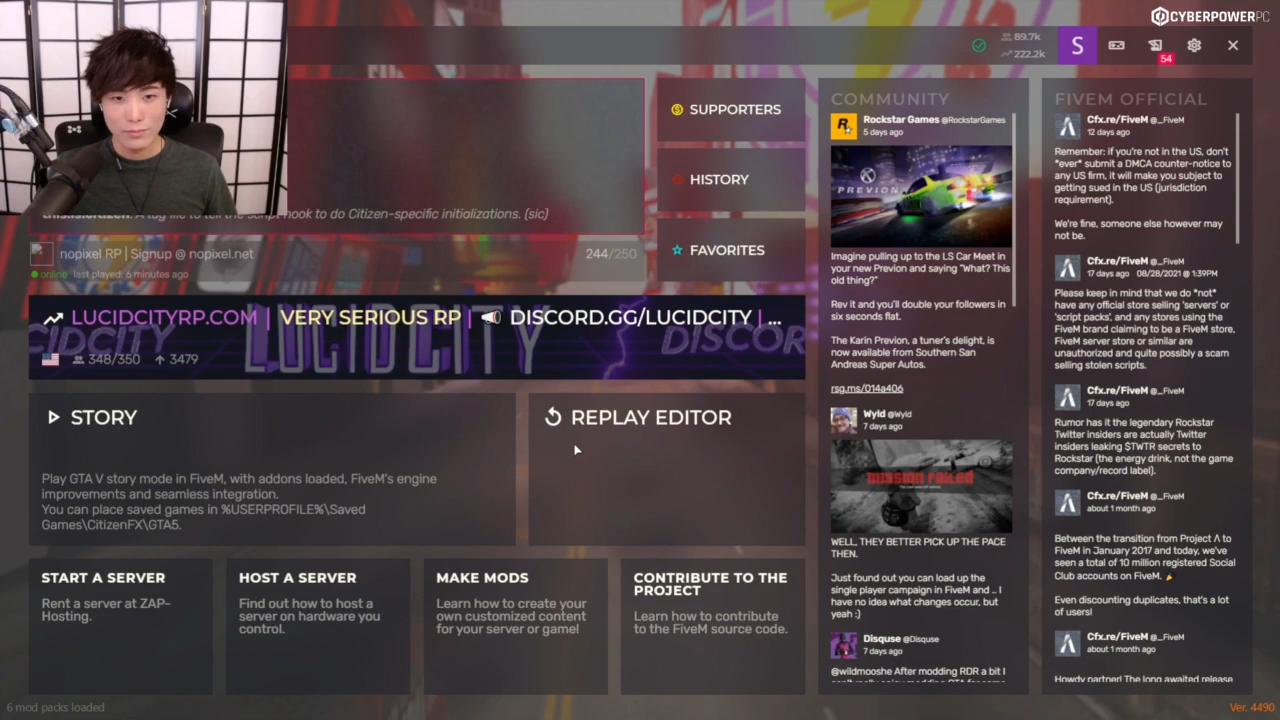 CYBERPOWERPC
89.7k
222.2k
S
54
A tag file to tell the script hook to do Citizen-specific initializations. (sic)
nopixel RP | Signup @ nopixel.net
244/250
online last played: 6 minutes ago
SUPPORTERS
HISTORY
FAVORITES
LUCIDCITYRP.COM | VERY SERIOUS RP | DISCORD.GG/LUCIDCITY | ...
348/350 3479
LUCIDCITY
STORY
Play GTA V story mode in FiveM, with addons loaded, FiveM's engine
improvements and seamless integration.
You can place saved games in %USERPROFILE%\Saved
Games\CitizenFX\GTA5.
REPLAY EDITOR
START A SERVER
Rent a server at ZAP-
Hosting.
HOST A SERVER
Find out how to host a
server on hardware you
control.
MAKE MODS
Learn how to create your
own customized content
for your server or game!
CONTRIBUTE TO THE
PROJECT
Learn how to contribute
to the FiveM source code.
COMMUNITY
Rockstar Games @RockstarGames
5 days ago
PREVION
Imagine pulling up to the LS Car Meet in
your new Previon and saying "What? This
old thing?"
Rev it and you'll double your followers in
six seconds flat.
The Karin Previon, a tuner's delight, is
now available from Southern San
Andreas Super Autos.
rsg.ms/014a406
Wyld @Wyld
7 days ago
mission failed
WELL, THEY BETTER PICK UP THE PACE
THEN.
Just found out you can load up the
single player campaign in FiveM and .. I
have no idea what changes occur, but
yeah :)
Disquse @Disquse
7 days ago
@wildmooshe After modding RDR a bit I
FIVEM OFFICIAL
Cfx.re/FiveM @_FiveM
12 days ago
Remember: if you're not in the US, don't
*ever* submit a DMCA counter-notice to
any US firm, it will make you subject to
getting sued in the US (jurisdiction
requirement).
We're fine, someone else however may
not be.
Cfx.re/FiveM @_FiveM
17 days ago 08/28/2021 @ 1:39PM
Please keep in mind that we do *not*
have any official store selling 'servers' or
'script packs', and any stores using the
FiveM brand claiming to be a FiveM store,
FiveM server store or similar are
unauthorized and quite possibly a scam
selling stolen scripts.
Cfx.re/FiveM @_FiveM
17 days ago
Rumor has it the legendary Rockstar
Twitter insiders are actually Twitter
insiders leaking $TWTR secrets to
Rockstar (the energy drink, not the game
company/record label).
Cfx.re/FiveM @_FiveM
about 1 month ago
Between the transition from Project Λ to
FiveM in January 2017 and today, we've
seen a total of 10 million registered Social
Club accounts on FiveM. 🎉
Even discounting duplicates, that's a lot
of users!
Cfx.re/FiveM @_FiveM
about 1 month ago
Howdy partner! The long awaited release
6 mod packs loaded
Ver. 4490